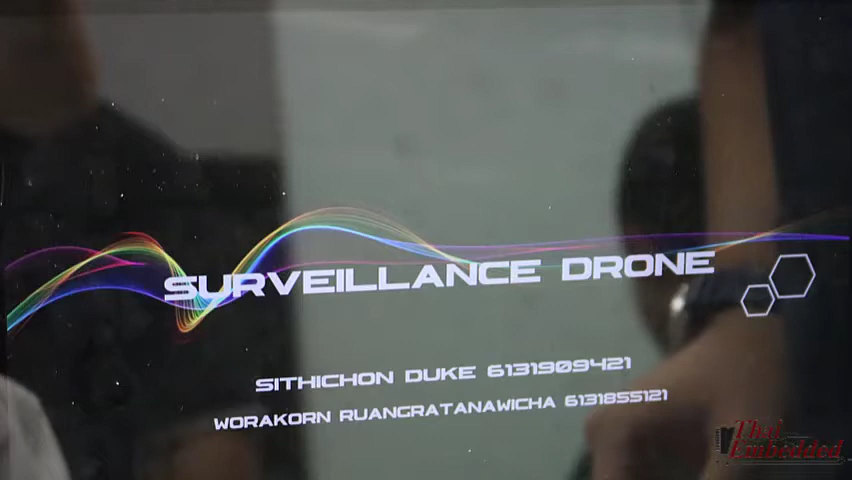 SURVEILLANCE DRONE
SITHICHON DUKE 6131909421
WORAKORN RUANGRATANAWICHA 6131855121
Thai
Embedded